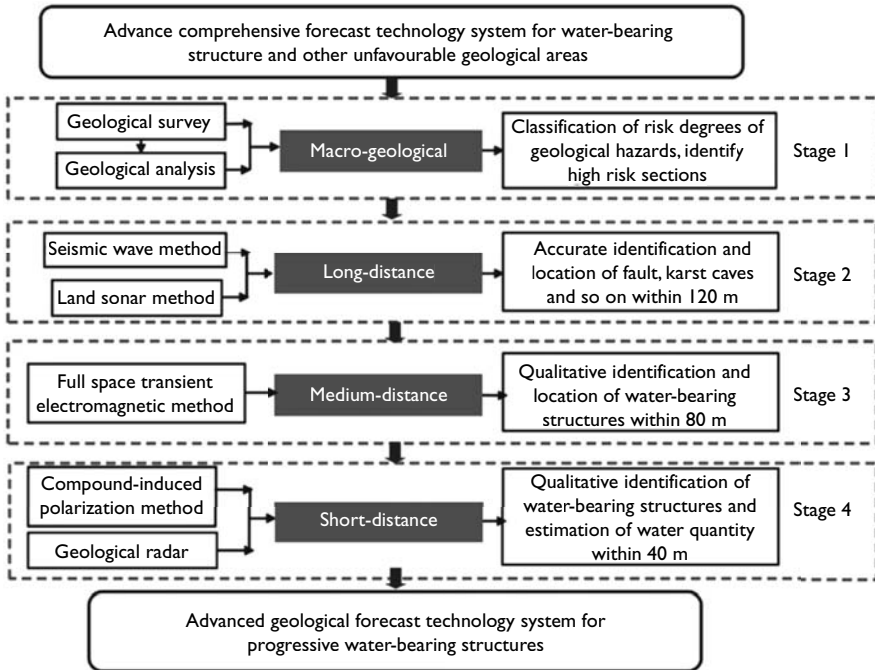 Advance comprehensive forecast technology system for water-bearing
structure and other unfavourable geological areas
Geological survey
Geological analysis
Macro-geological
Classification of risk degrees of
geological hazards, identify
high risk sections
Stage 1
Seismic wave method
Land sonar method
Long-distance
Accurate identification and
location of fault, karst caves
and so on within 120 m
Stage 2
Full space transient
electromagnetic method
Medium-distance
Qualitative identification and
location of water-bearing
structures within 80 m
Stage 3
Compound-induced
polarization method
Geological radar
Short-distance
Qualitative identification of
water-bearing structures and
estimation of water quantity
within 40 m
Stage 4
Advanced geological forecast technology system for
progressive water-bearing structures